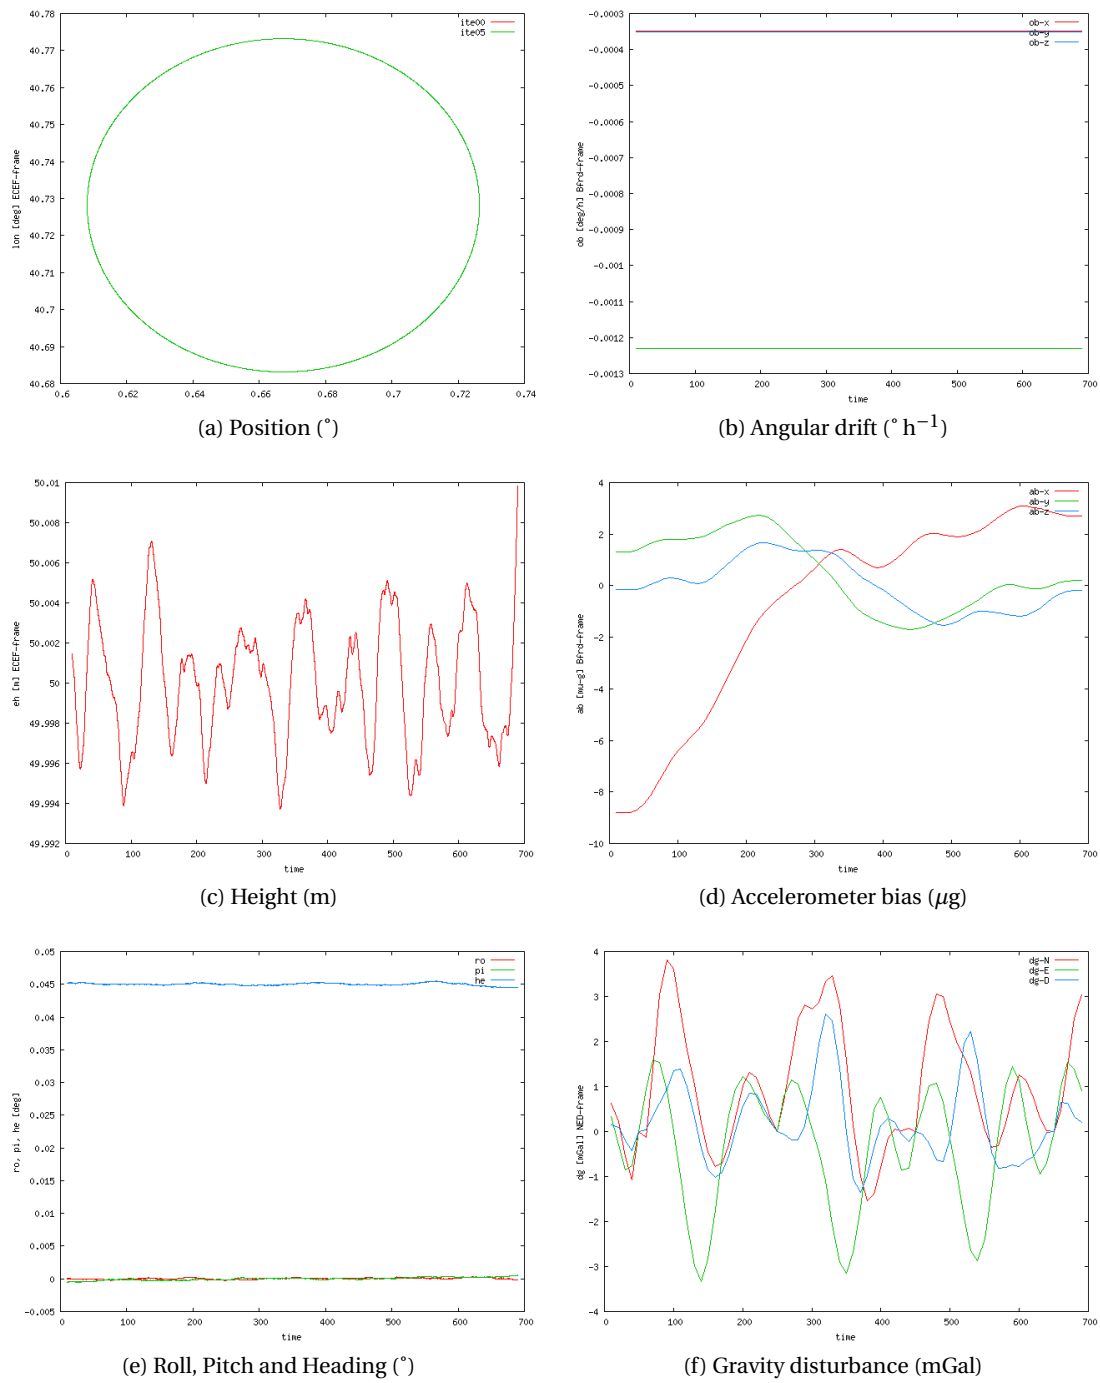 40.78
40.77
40.76
40.75
40.74
40.73
40.72
40.71
40.7
40.69
40.68
lon [deg] ECEF-frame
ite00
ite05
0.6 0.62 0.64 0.66 0.68 0.7 0.72 0.74
(a) Position (°)
-0.0003
-0.0004
-0.0005
-0.0006
-0.0007
-0.0008
-0.0009
-0.001
-0.0011
-0.0012
-0.0013
ob [deg/h] Bfrd-frame
ob-x
ob-y
ob-z
0 100 200 300 400 500 600 700
time
(b) Angular drift (° h⁻¹)
50.01
50.008
50.006
50.004
50.002
50
49.998
49.996
49.994
49.992
eh [m] ECEF-frame
0 100 200 300 400 500 600 700
time
(c) Height (m)
4
2
0
-2
-4
-6
-8
-10
ab [mu-g] Bfrd-frame
ab-x
ab-y
ab-z
0 100 200 300 400 500 600 700
time
(d) Accelerometer bias (μg)
0.05
0.045
0.04
0.035
0.03
0.025
0.02
0.015
0.01
0.005
0
-0.005
ro, pi, he [deg]
ro
pi
he
0 100 200 300 400 500 600 700
time
(e) Roll, Pitch and Heading (°)
4
3
2
1
0
-1
-2
-3
-4
dg [mGal] NED-frame
dg-N
dg-E
dg-D
0 100 200 300 400 500 600 700
time
(f) Gravity disturbance (mGal)